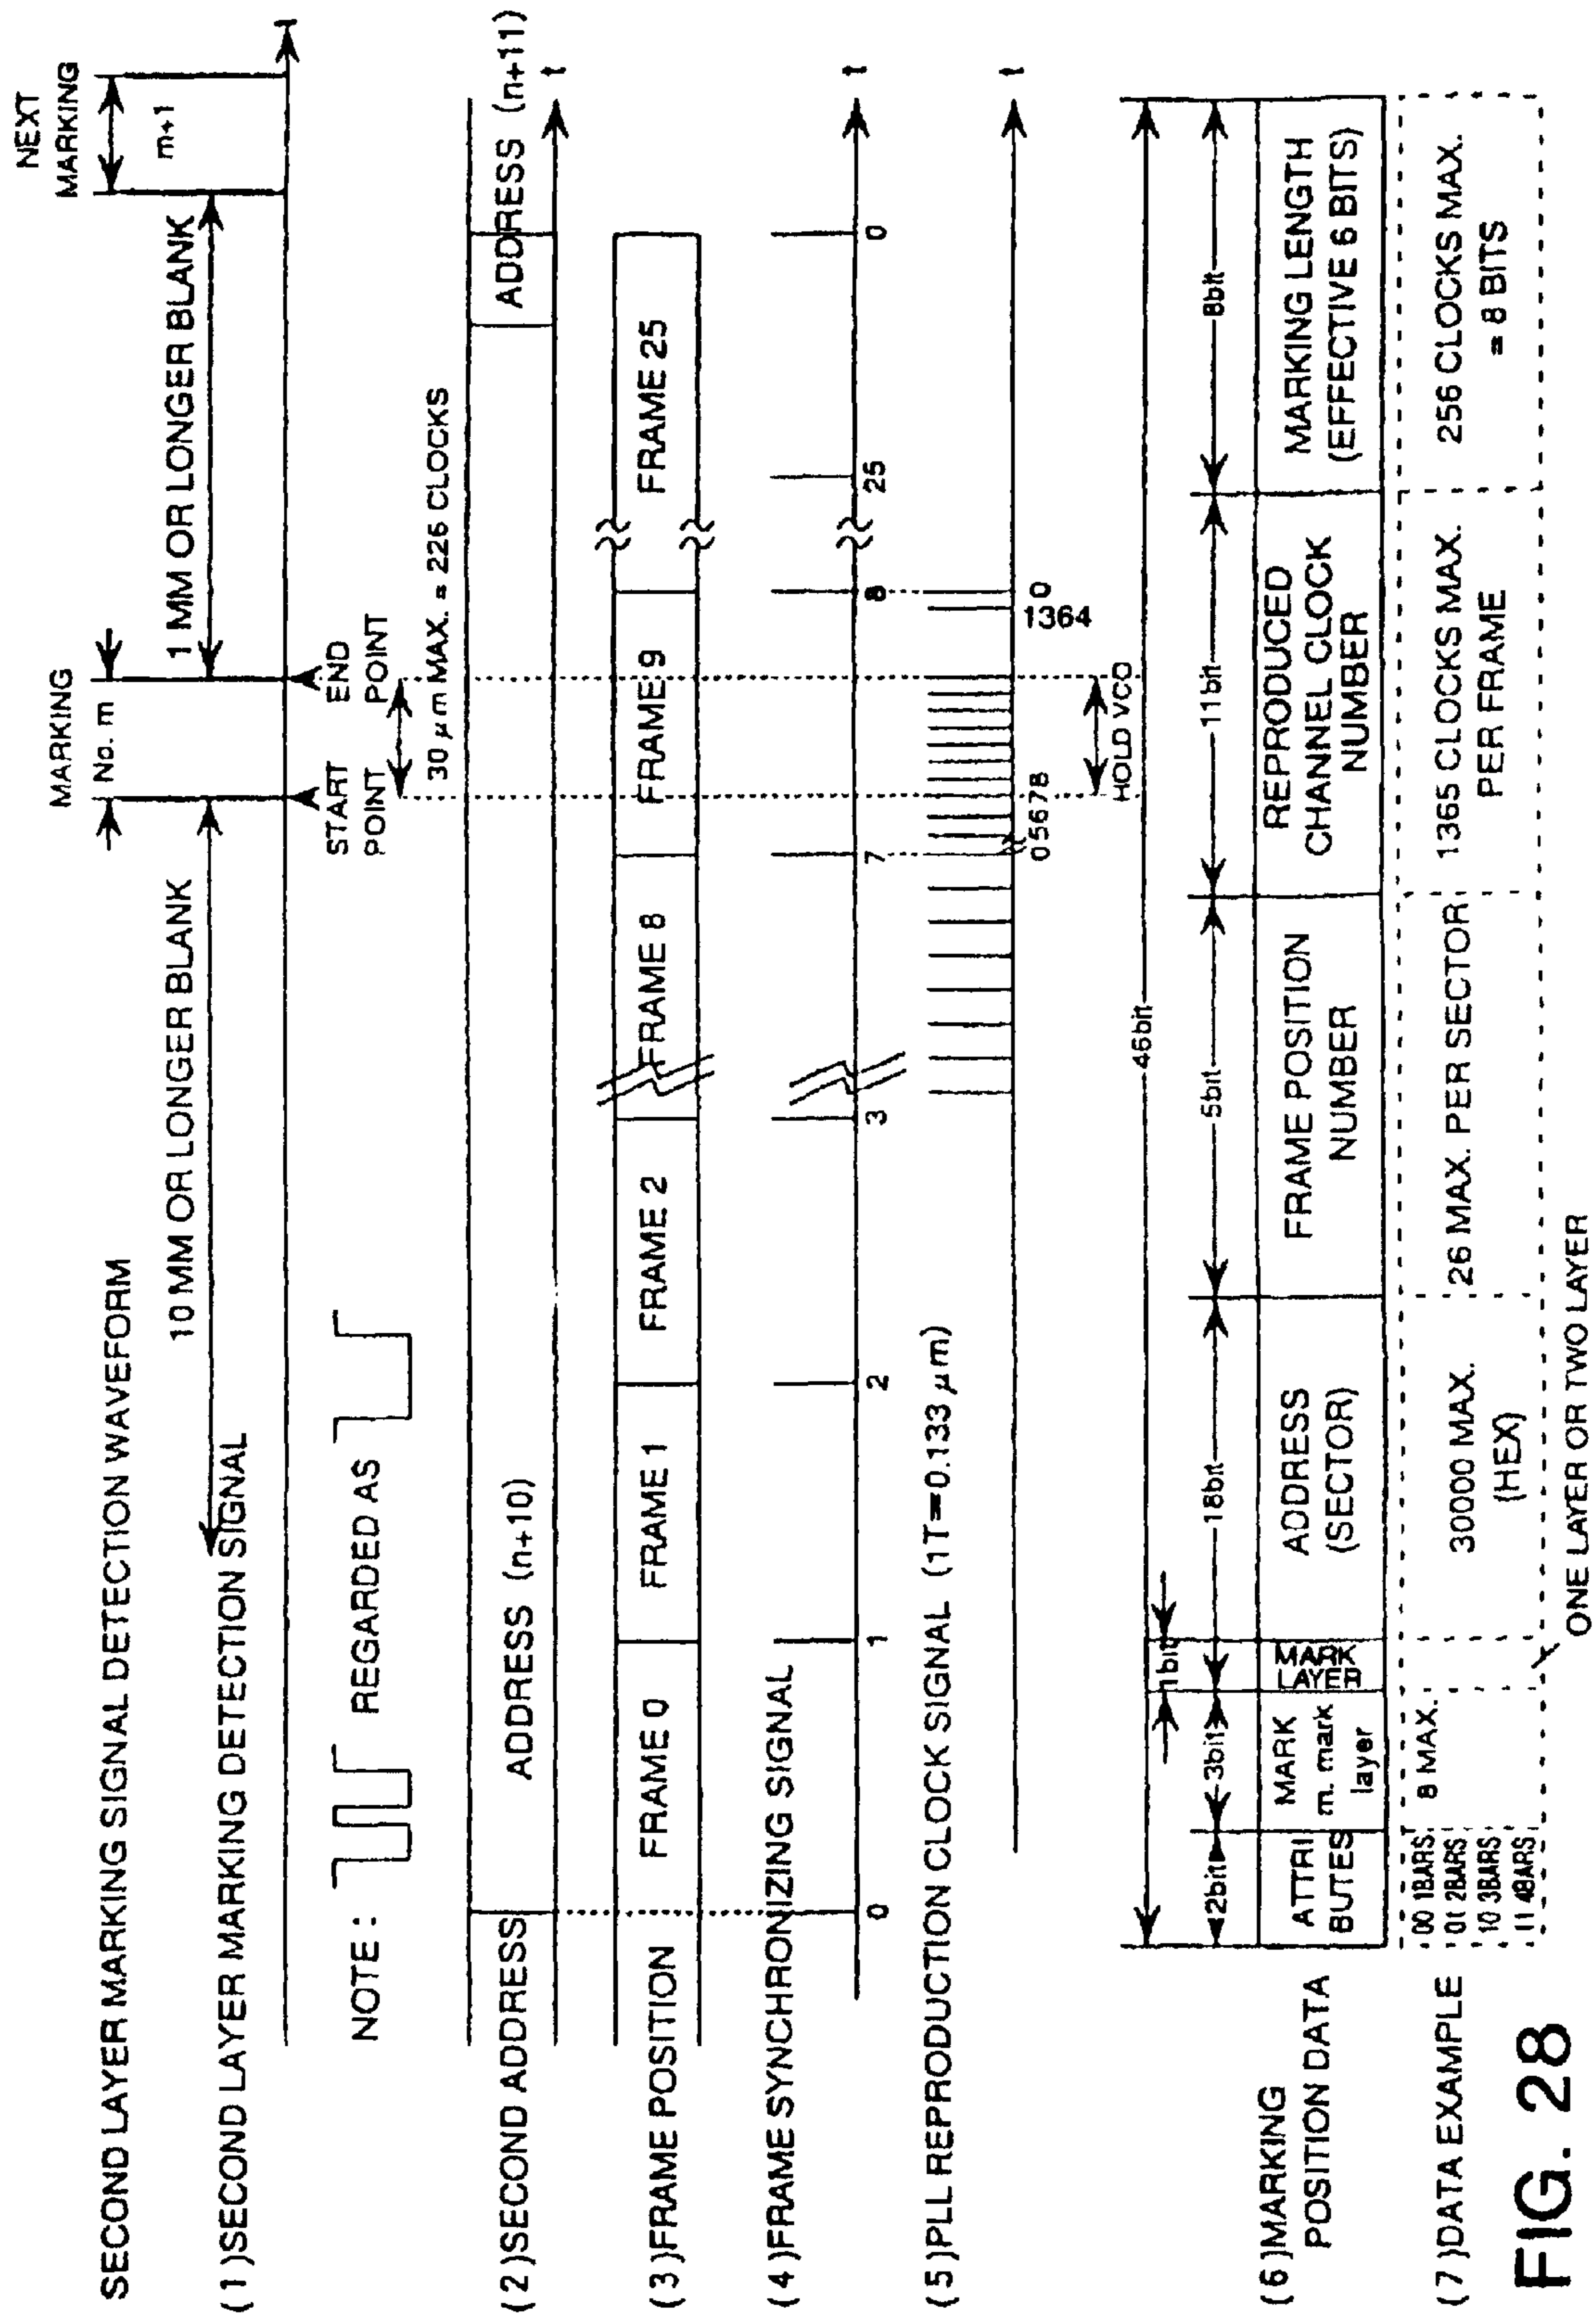 SECOND LAYER MARKING SIGNAL DETECTION WAVEFORM
NEXT
MARKING
MARKING
No. m
m+1
10 MM OR LONGER BLANK
1 MM OR LONGER BLANK
(1)SECOND LAYER MARKING DETECTION SIGNAL
t
START
POINT
END
POINT
NOTE :
REGARDED AS
30 μm MAX. = 226 CLOCKS
(2)SECOND ADDRESS
ADDRESS (n+10)
ADDRESS (n+11)
t
(3)FRAME POSITION
FRAME 0
FRAME 1
FRAME 2
FRAME 8
FRAME 9
FRAME 25
(4)FRAME SYNCHRONIZING SIGNAL
t
0 1 2 3 7 8 25 0
(5)PLL REPRODUCTION CLOCK SIGNAL (1T=0.133 μm)
t
05678
1364
0
HOLD VCO
46bit
1bit
2bit
3bit
18bit
5bit
11bit
8bit
(6)MARKING
POSITION DATA
ATTRI
BUTES
MARK
m. mark
layer
MARK
LAYER
ADDRESS
(SECTOR)
FRAME POSITION
NUMBER
REPRODUCED
CHANNEL CLOCK
NUMBER
MARKING LENGTH
(EFFECTIVE 6 BITS)
(7)DATA EXAMPLE
00 1BARS
01 2BARS
10 3BARS
11 4BARS
8 MAX.
30000 MAX.
(HEX)
26 MAX. PER SECTOR
1365 CLOCKS MAX.
PER FRAME
256 CLOCKS MAX.
= 8 BITS
ONE LAYER OR TWO LAYER
FIG. 28